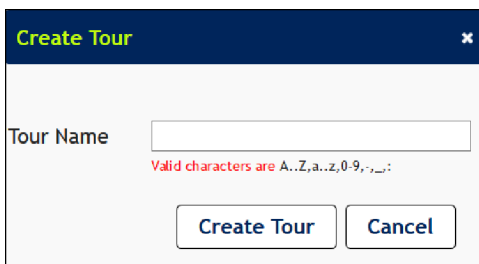 Create Tour
Tour Name
Valid characters are A..Z,a..z,0-9,-,_,:
Create Tour Cancel